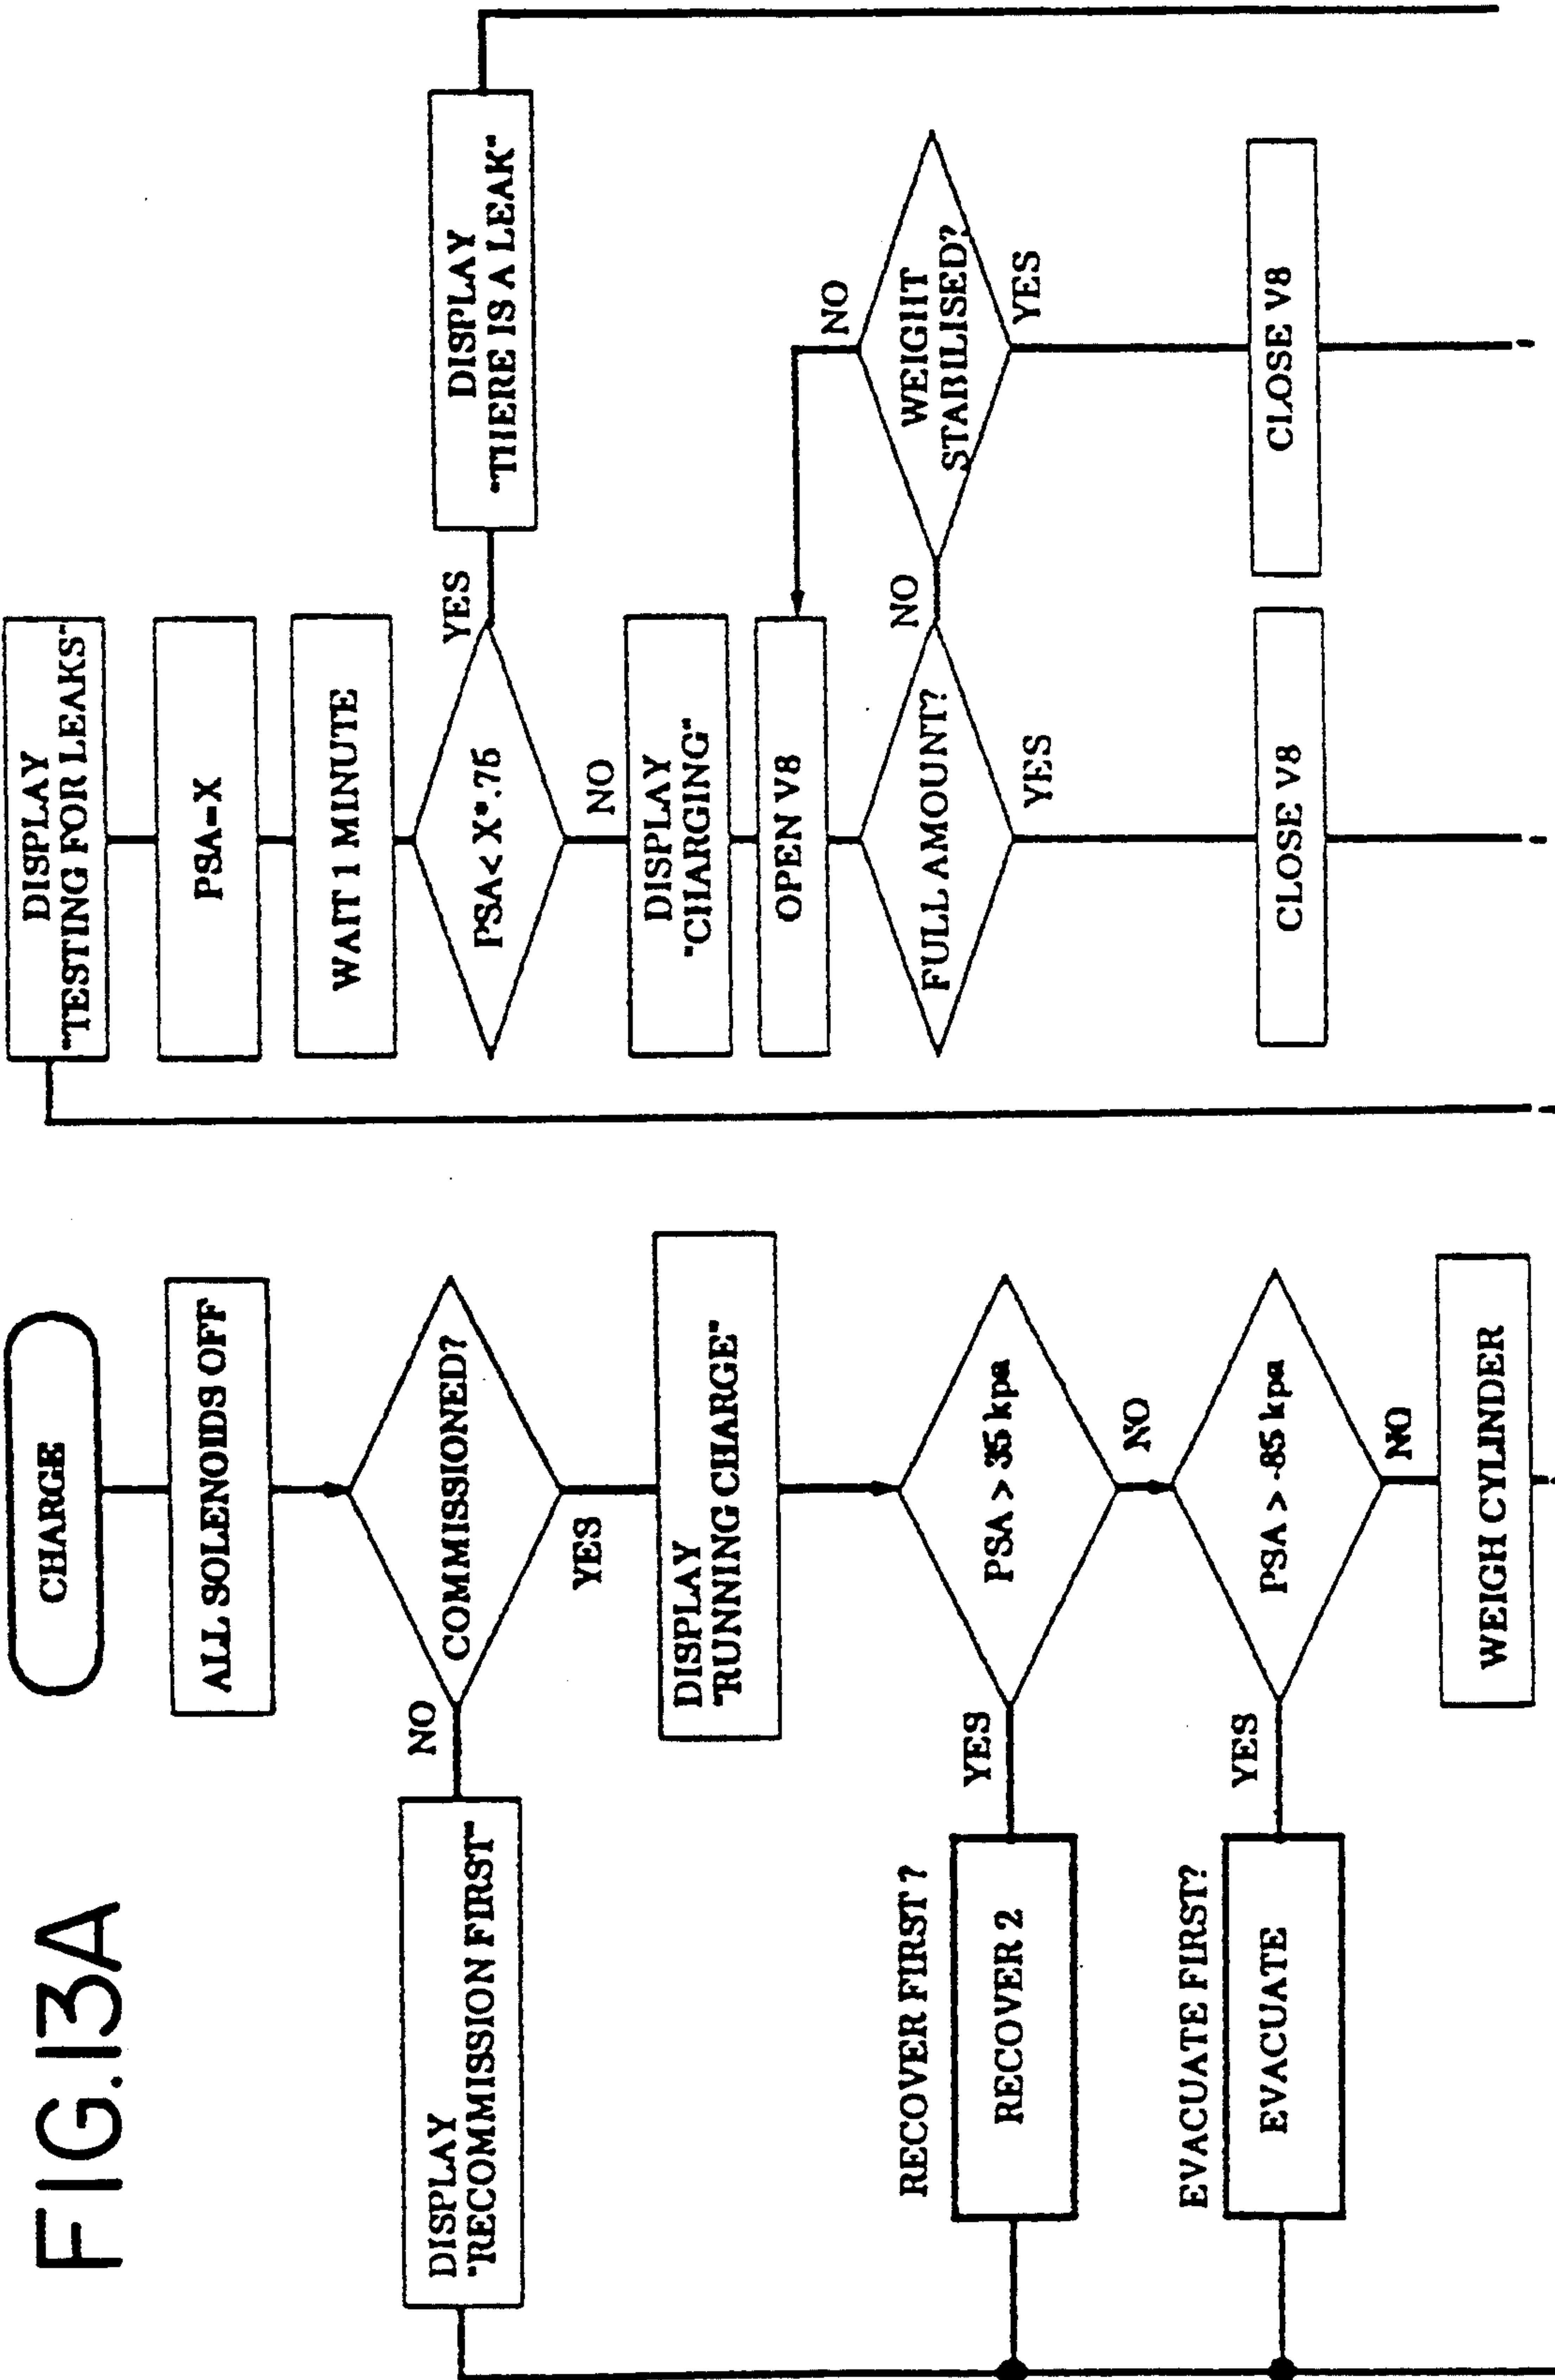 FIG.13A
CHARGE
ALL SOLENOIDS OFF
COMMISSIONED?
NO
YES
DISPLAY
"RECOMMISSION FIRST"
DISPLAY
"RUNNING CHARGE"
PSA > 35 kpa
YES
NO
RECOVER FIRST ?
RECOVER 2
PSA > -85 kpa
YES
NO
EVACUATE FIRST?
EVACUATE
WEIGH CYLINDER
DISPLAY
"TESTING FOR LEAKS"
PSA=X
WAIT 1 MINUTE
PSA< X*.75
YES
NO
DISPLAY
"THERE IS A LEAK"
DISPLAY
"CHARGING"
OPEN V8
FULL AMOUNT?
NO
YES
WEIGHT
STABILISED?
NO
YES
CLOSE V8
CLOSE V8